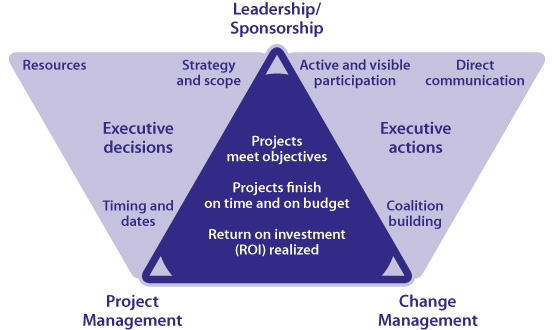 Leadership/
Sponsorship
Resources
Strategy
and scope
Active and visible
participation
Direct
communication
Executive
decisions
Executive
actions
Projects
meet objectives
Projects finish
on time and on budget
Return on investment
(ROI) realized
Timing and
dates
Coalition
building
Project
Management
Change
Management